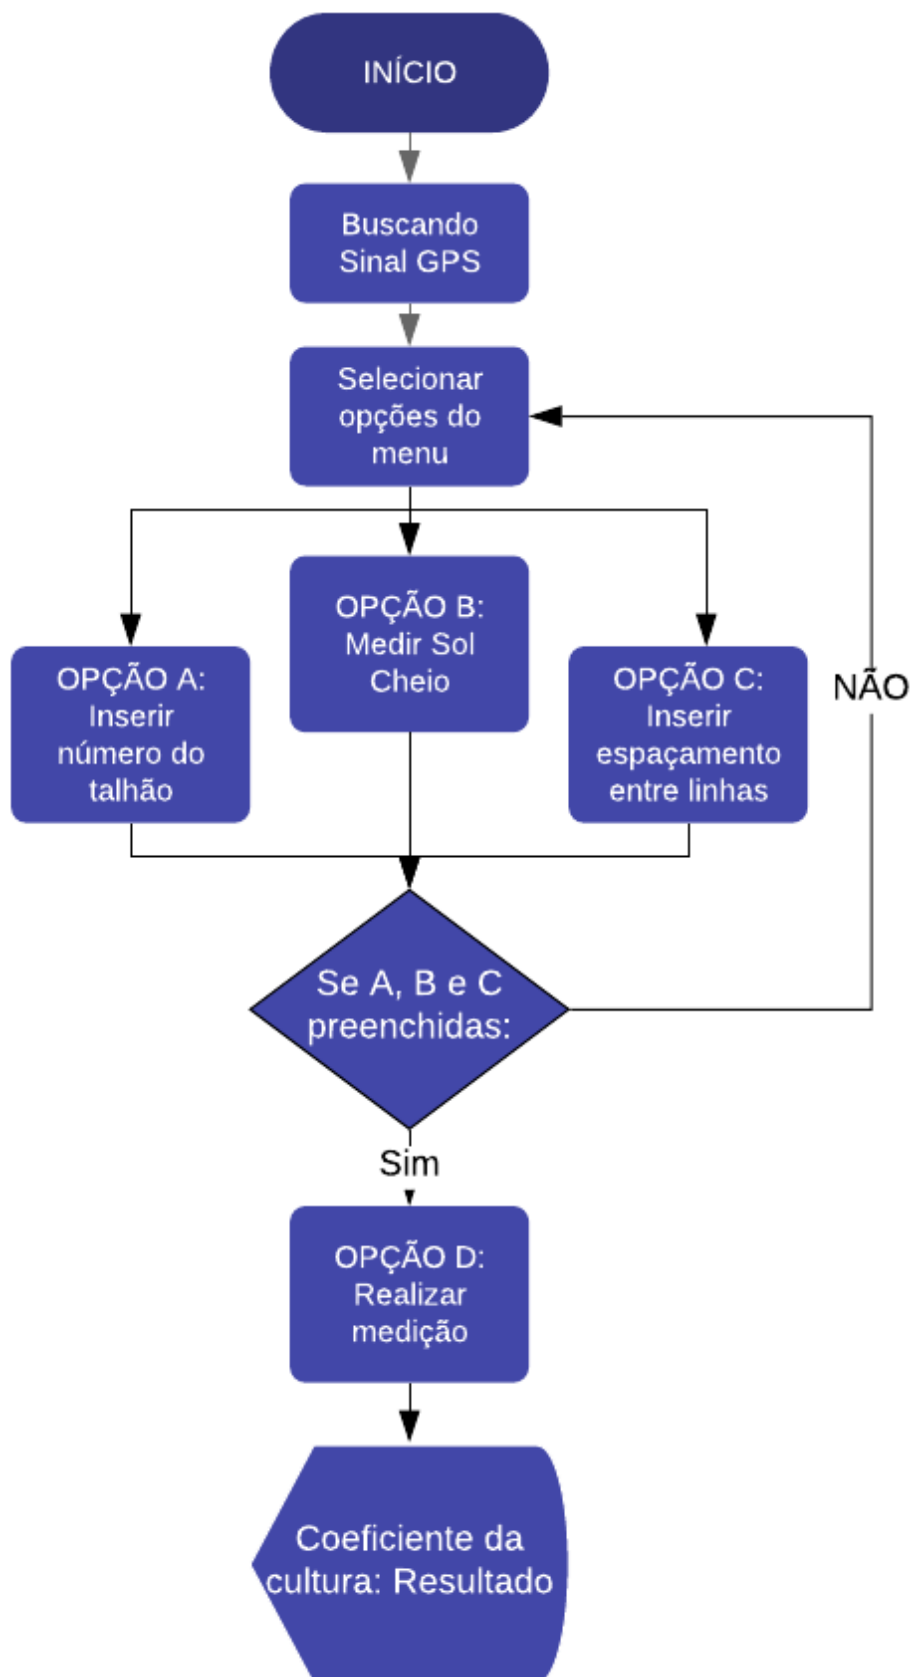 INÍCIO
Buscando
Sinal GPS
Selecionar
opções do
menu
OPÇÃO A:
Inserir
número do
talhão
OPÇÃO B:
Medir Sol
Cheio
OPÇÃO C:
Inserir
espaçamento
entre linhas
NÃO
Se A, B e C
preenchidas:
Sim
OPÇÃO D:
Realizar
medição
Coeficiente da
cultura: Resultado